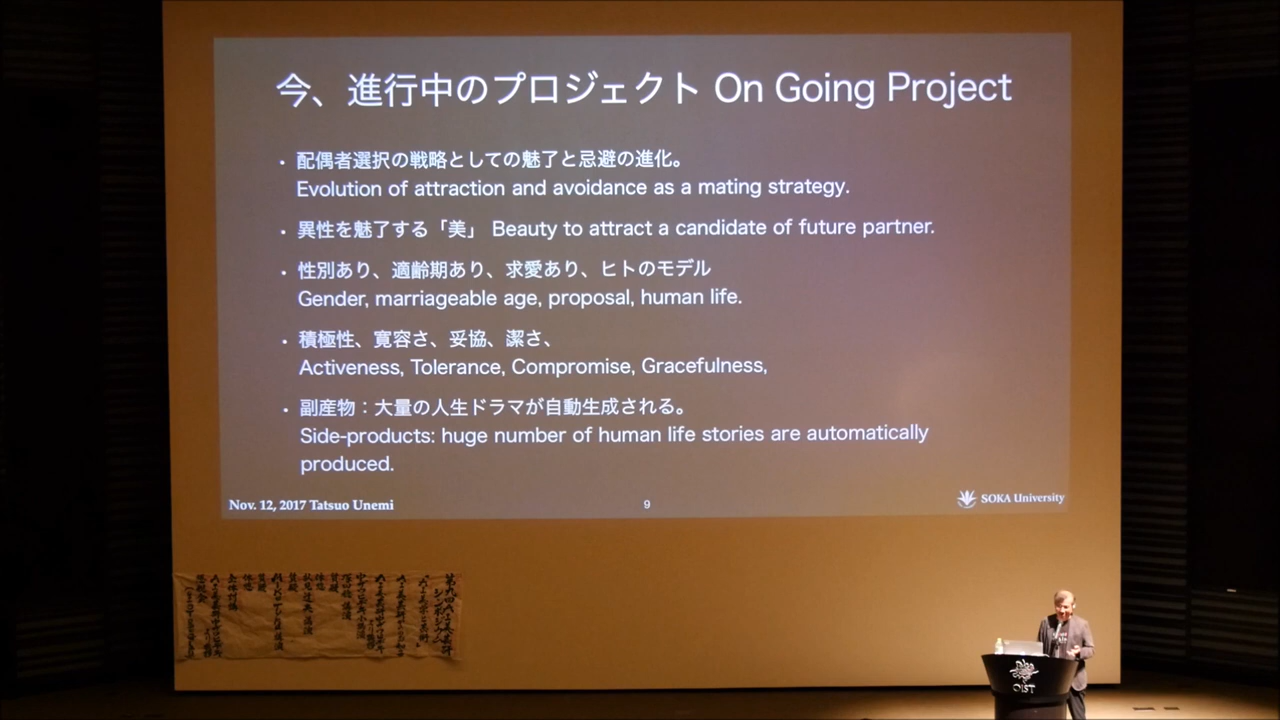 今、進行中のプロジェクト On Going Project
・配偶者選択の戦略としての魅了と忌避の進化。
Evolution of attraction and avoidance as a mating strategy.
・異性を魅了する「美」 Beauty to attract a candidate of future partner.
・性別あり、適齢期あり、求愛あり、ヒトのモデル
Gender, marriageable age, proposal, human life.
・積極性、寛容さ、妥協、潔さ、
Activeness, Tolerance, Compromise, Gracefulness,
・副産物：大量の人生ドラマが自動生成される。
Side-products: huge number of human life stories are automatically
produced.
Nov. 12, 2017 Tatsuo Unemi
9
SOKA University
OIST